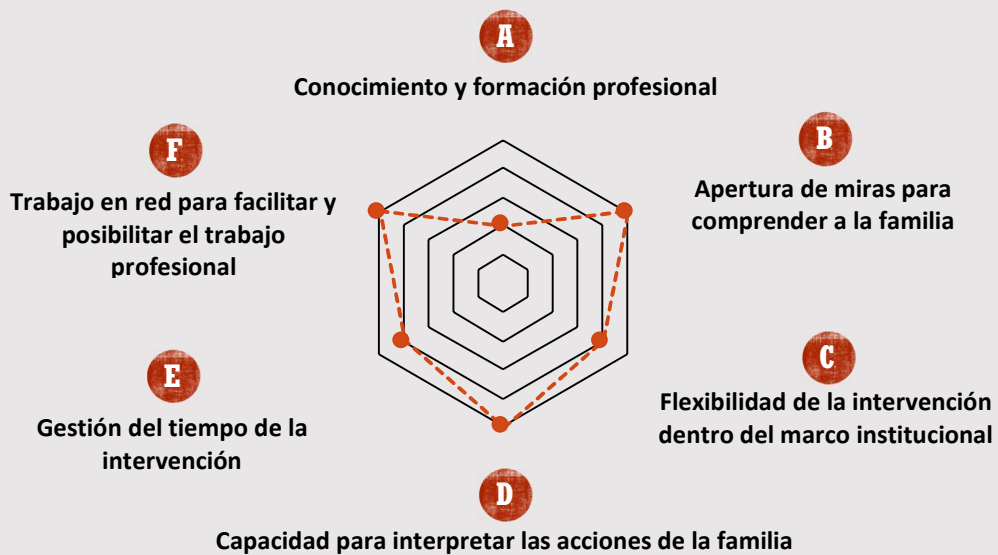 A
Conocimiento y formación profesional
B
Apertura de miras para
comprender a la familia
C
Flexibilidad de la intervención
dentro del marco institucional
D
Capacidad para interpretar las acciones de la familia
E
Gestión del tiempo de la
intervención
F
Trabajo en red para facilitar y
posibilitar el trabajo
profesional